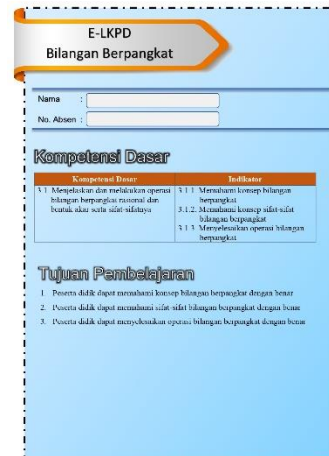 E-LKPD
Bilangan Berpangkat
Nama :
No. Absen :
Kompetensi Dasar
Kompetensi Dasar
3.1 Menjelaskan dan melakukan operasi
bilangan berpangkat rasional dan
bentuk akar serta sifat-sifatnya
Indikator
3.1.1. Memahami konsep bilangan
berpangkat
3.1.2. Memahami konsep sifat-sifat
bilangan berpangkat
3.1.3. Menyelesaikan operasi bilangan
berpangkat
Tujuan Pembelajaran
1. Peserta didik dapat memahami konsep bilangan berpangkat dengan benar
2. Peserta didik dapat memahami sifat-sifat bilangan berpangkat dengan benar
3. Peserta didik dapat menyelesaikan operasi bilangan berpangkat dengan benar